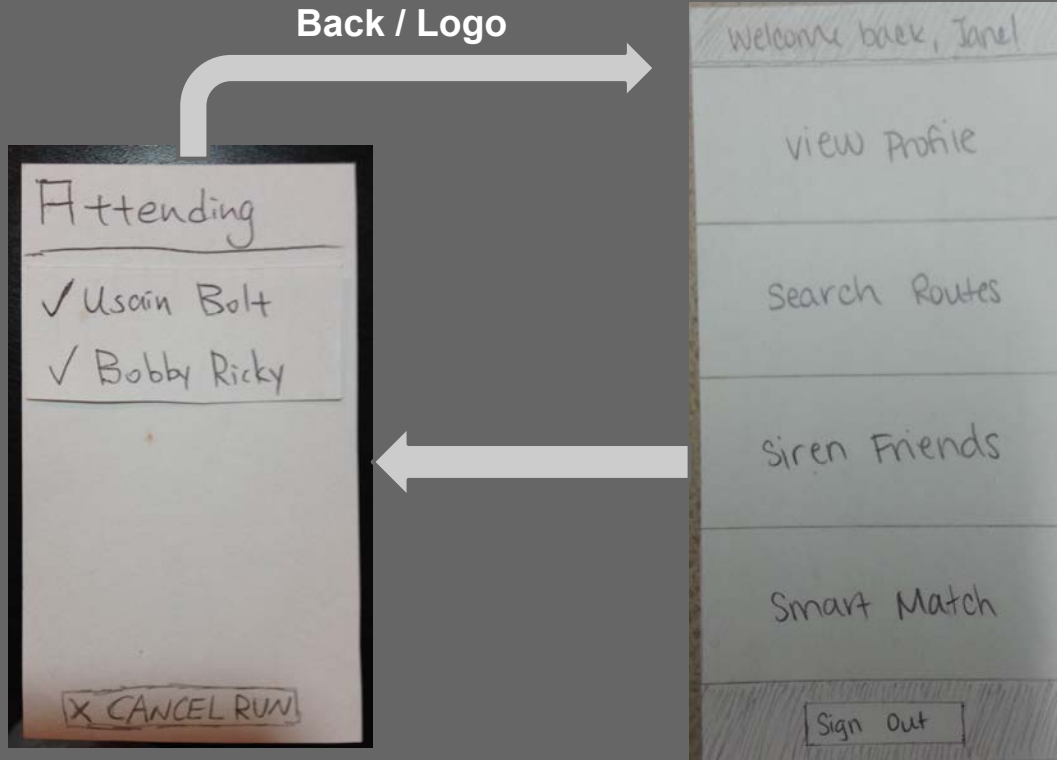 Back / Logo
Attending
✓ Usain Bolt
✓ Bobby Ricky
X CANCEL RUN
Welcome back, Janel
View Profile
Search Routes
Siren Friends
Smart Match
Sign Out